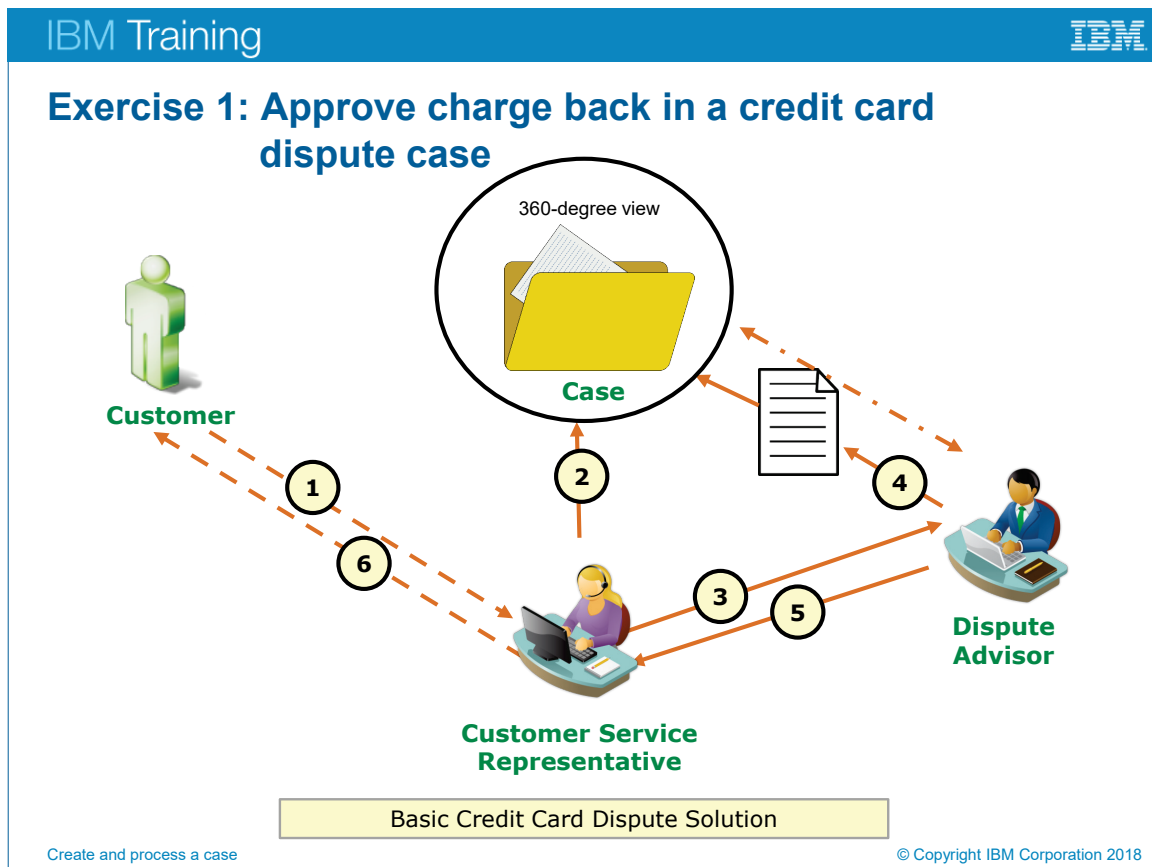 IBM Training
IBM
Exercise 1: Approve charge back in a credit card
dispute case
360-degree view
Case
Customer
1
2
4
6
3
5
Dispute
Advisor
Customer Service
Representative
Basic Credit Card Dispute Solution
Create and process a case
© Copyright IBM Corporation 2018